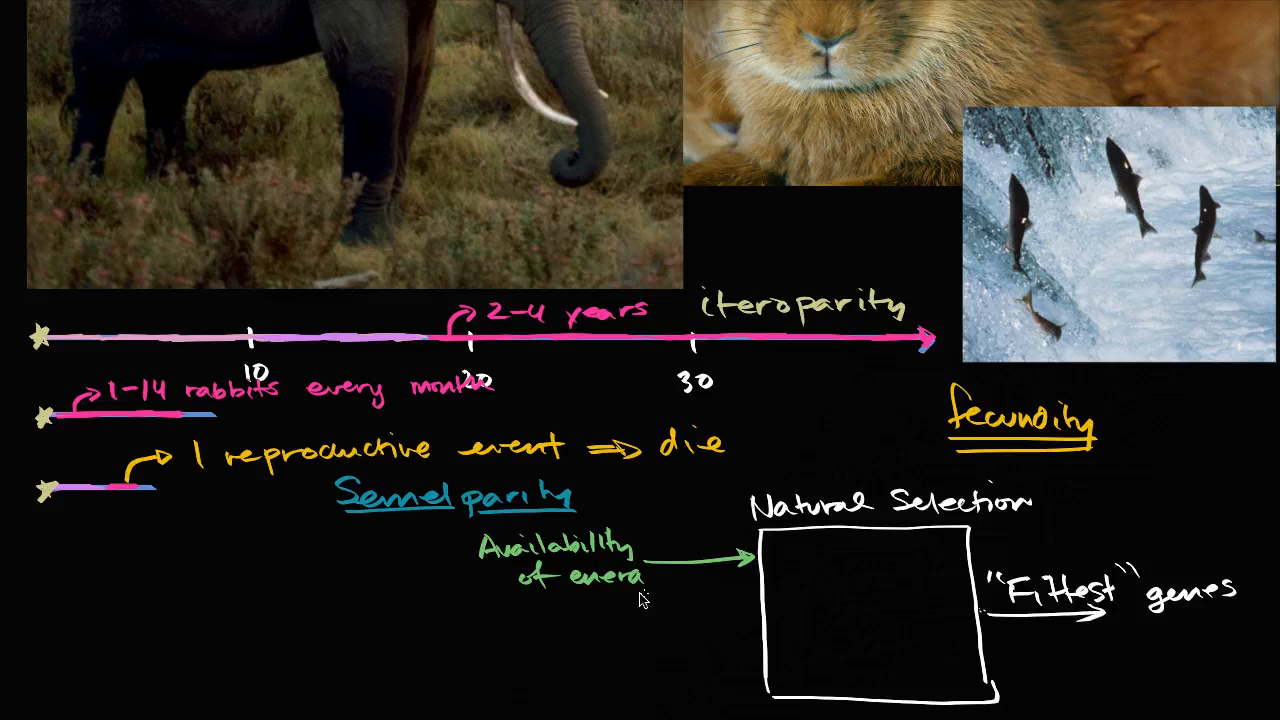 2-4 years
iteroparity
10
20
30
1-14 rabbits every month
fecundity
1 reproductive event => die
Semelparity
Natural Selection
Availability
of energ
"Fittest" genes